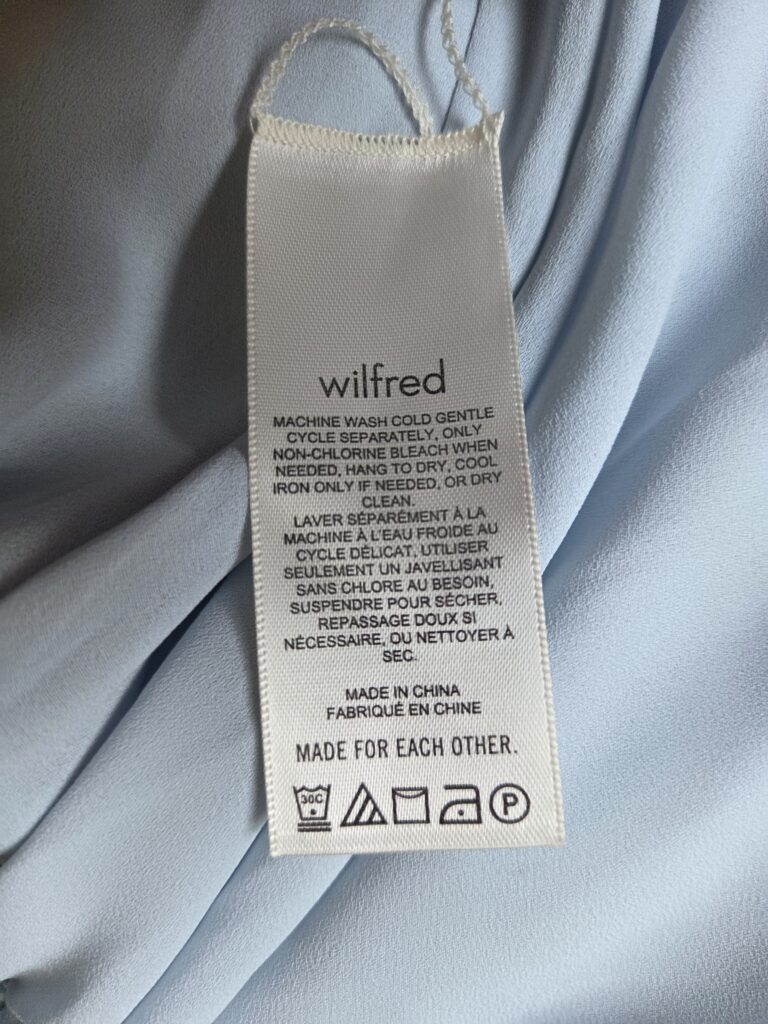 wilfred
MACHINE WASH COLD GENTLE
CYCLE SEPARATELY, ONLY
NON-CHLORINE BLEACH WHEN
NEEDED, HANG TO DRY, COOL
IRON ONLY IF NEEDED, OR DRY
CLEAN.
LAVER SÉPARÉMENT À LA
MACHINE À L'EAU FROIDE AU
CYCLE DÉLICAT, UTILISER
SEULEMENT UN JAVELLISANT
SANS CHLORE AU BESOIN,
SUSPENDRE POUR SÉCHER,
REPASSAGE DOUX SI
NÉCESSAIRE, OU NETTOYER À
SEC.
MADE IN CHINA
FABRIQUÉ EN CHINE
MADE FOR EACH OTHER.
30C P